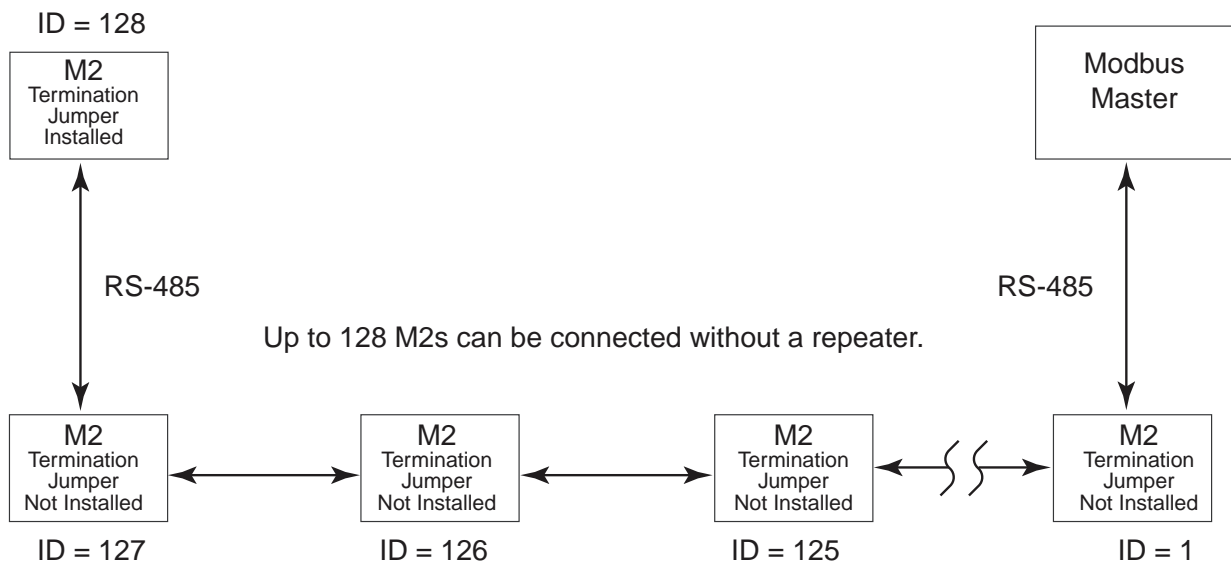 ID = 128
M2
Termination
Jumper
Installed
Modbus
Master
RS-485
RS-485
Up to 128 M2s can be connected without a repeater.
M2
Termination
Jumper
Not Installed
M2
Termination
Jumper
Not Installed
M2
Termination
Jumper
Not Installed
M2
Termination
Jumper
Not Installed
ID = 127
ID = 126
ID = 125
ID = 1